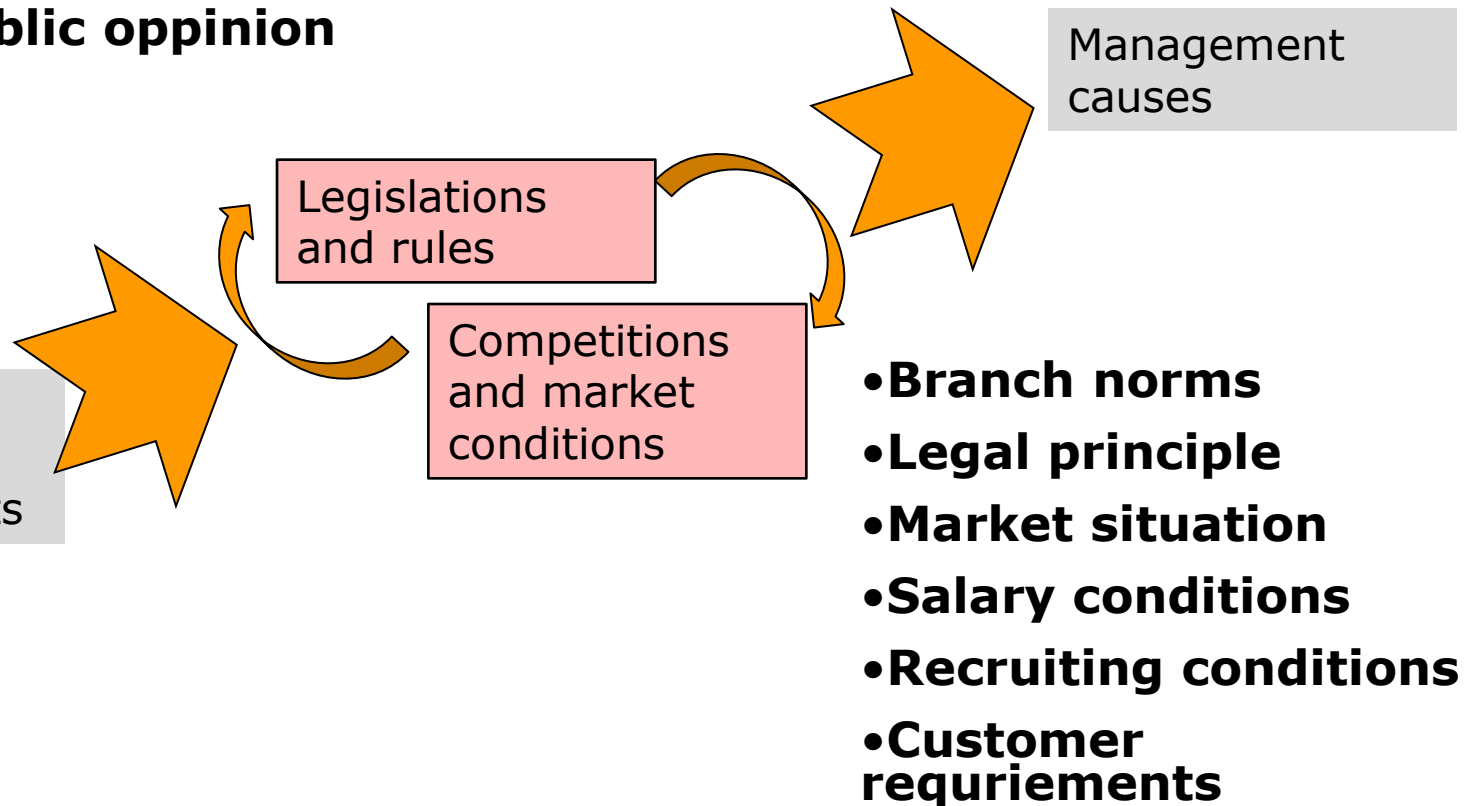 blic oppinion
Management
causes
Legislations
and rules
Competitions
and market
conditions
ts
•Branch norms
•Legal principle
•Market situation
•Salary conditions
•Recruiting conditions
•Customer
requriements